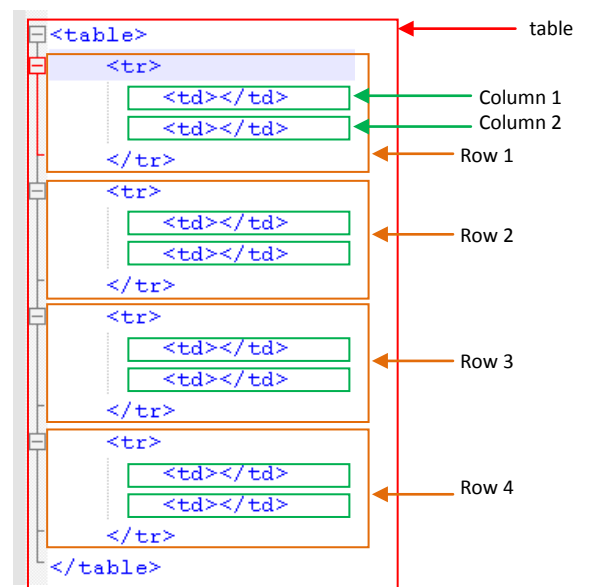 <table> table
<tr>
<td></td> Column 1
<td></td> Column 2
</tr> Row 1
<tr>
<td></td> Row 2
<td></td>
</tr>
<tr>
<td></td> Row 3
<td></td>
</tr>
<tr>
<td></td> Row 4
<td></td>
</tr>
</table>